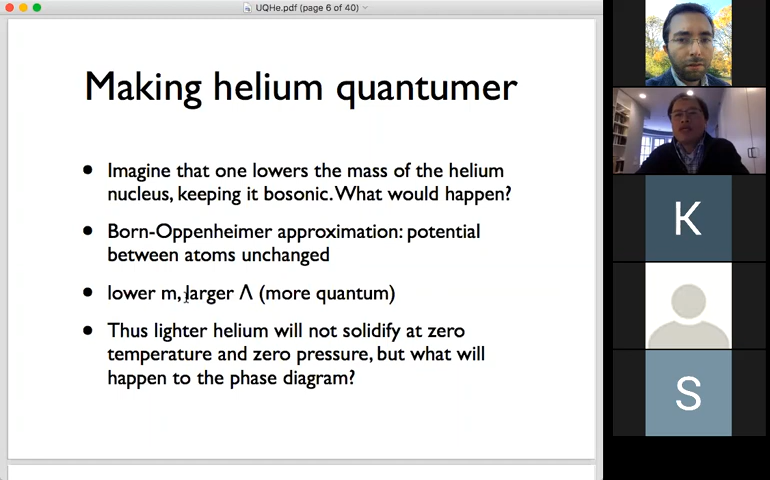 UQHe.pdf (page 6 of 40)
Making helium quantumer
Imagine that one lowers the mass of the helium
nucleus, keeping it bosonic. What would happen?
Born-Oppenheimer approximation: potential
between atoms unchanged
lower m, larger Λ (more quantum)
Thus lighter helium will not solidify at zero
temperature and zero pressure, but what will
happen to the phase diagram?
K
S